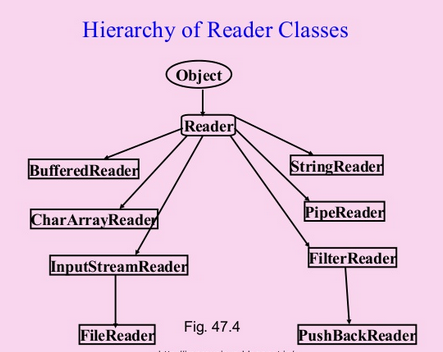 Hierarchy of Reader Classes
Object
Reader
BufferedReader
StringReader
CharArrayReader
PipeReader
InputStreamReader
FilterReader
Fig. 47.4
FileReader
PushBackReader